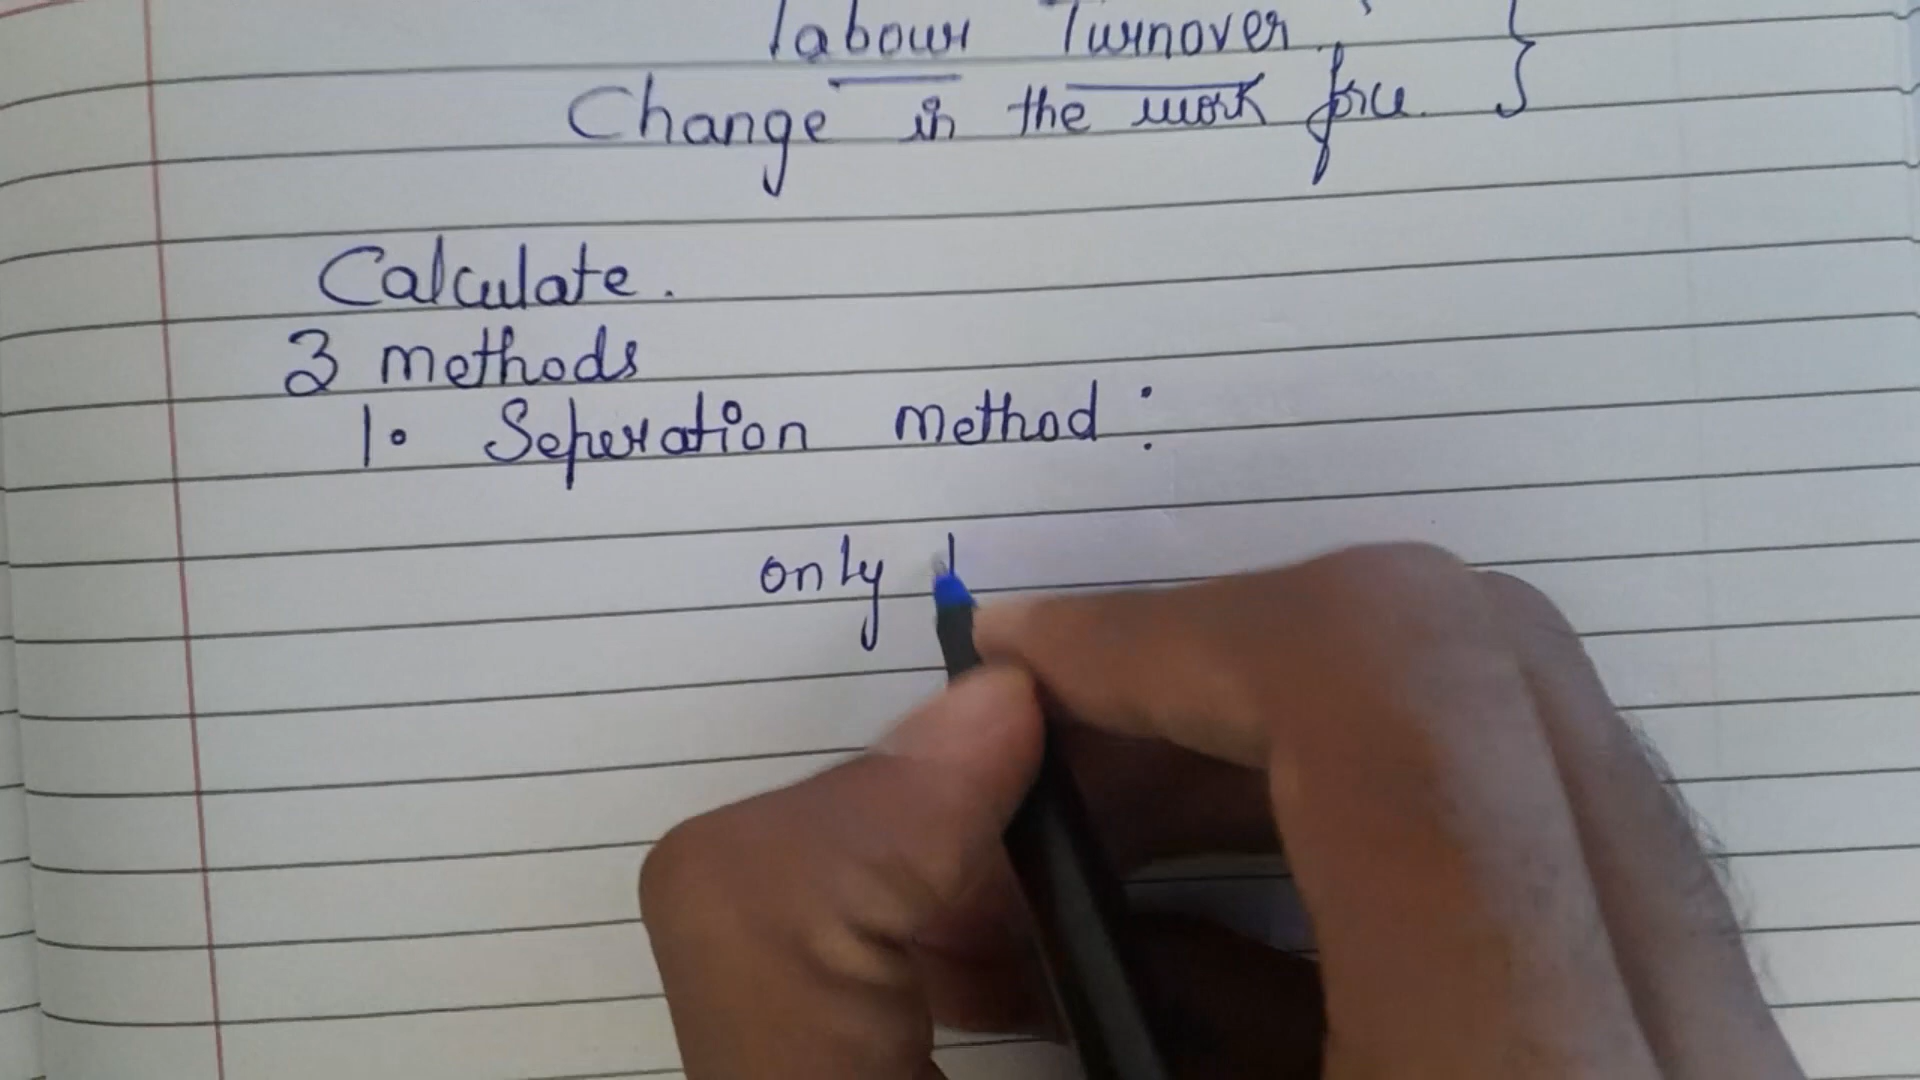 labour Turnover
Change in the work force. }
Calculate.
3 methods
1. Seperation method :
only